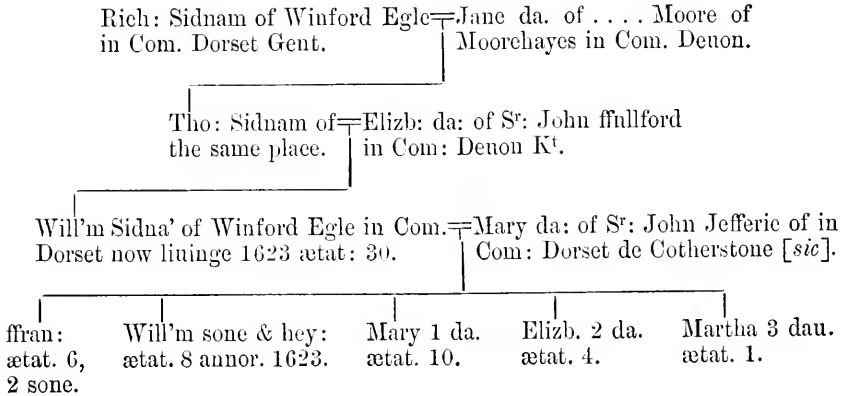 Rich: Sidnam of Winford Egle╤Jane da. of . . . . Moore of
in Com. Dorset Gent. Moorehayes in Com. Deuon.
Tho: Sidnam of╤Elizb: da: of Sʳ: John ffullford
the same place. in Com: Deuon Kᵗ.
Will'm Sidna' of Winford Egle in Com.╤Mary da: of Sʳ: John Jefferie of in
Dorset now liuinge 1623 ætat: 30. Com: Dorset de Cotherstone [sic].
ffran:
ætat. 6,
2 sone.
Will'm sone & hey:
ætat. 8 annor. 1623.
Mary 1 da.
ætat. 10.
Elizb. 2 da.
ætat. 4.
Martha 3 dau.
ætat. 1.